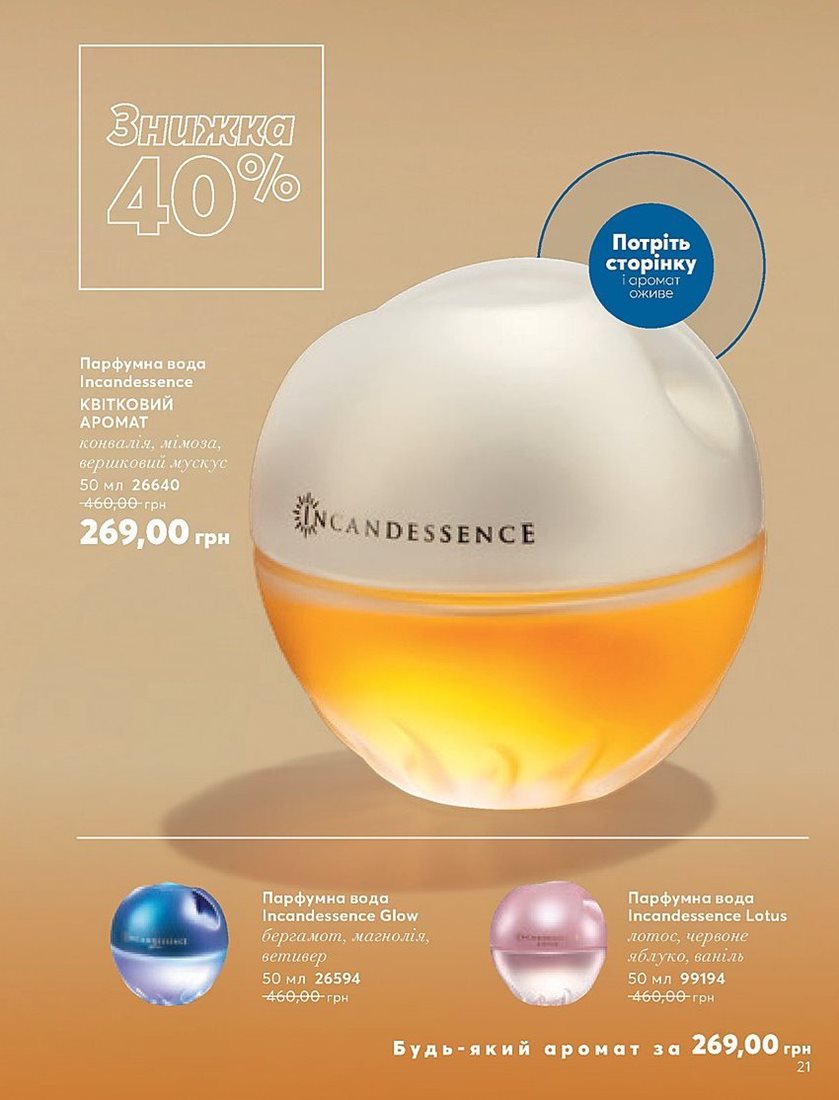 Знижка
40%
Потріть
сторінку
і аромат
оживе
Парфумна вода
Incandessence
КВІТКОВИЙ
АРОМАТ
конвалія, мімоза,
вершковий мускус
50 мл 26640
460,00 грн
269,00 грн
INCANDESSENCE
Парфумна вода
Incandessence Glow
бергамот, магнолія,
ветивер
50 мл 26594
460,00 грн
INCANDESSENCE
Парфумна вода
Incandessence Lotus
лотос, червоне
яблуко, ваніль
50 мл 99194
460,00 грн
INCANDESSENCE
Будь-який аромат за 269,00 грн
21